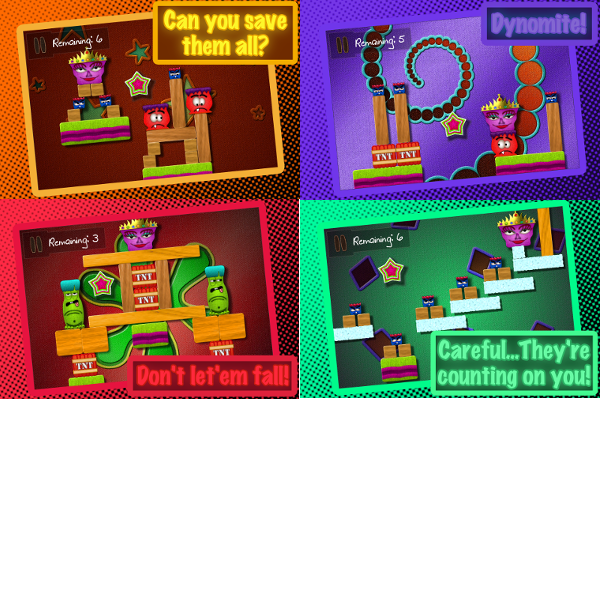 Remaining: 6
Can you save
them all?
Remaining: 5
Dynomite!
TNT TNT
Remaining: 3
TNT
TNT
TNT
TNT
Don't let'em fall!
Remaining: 6
Careful...They're
counting on you!